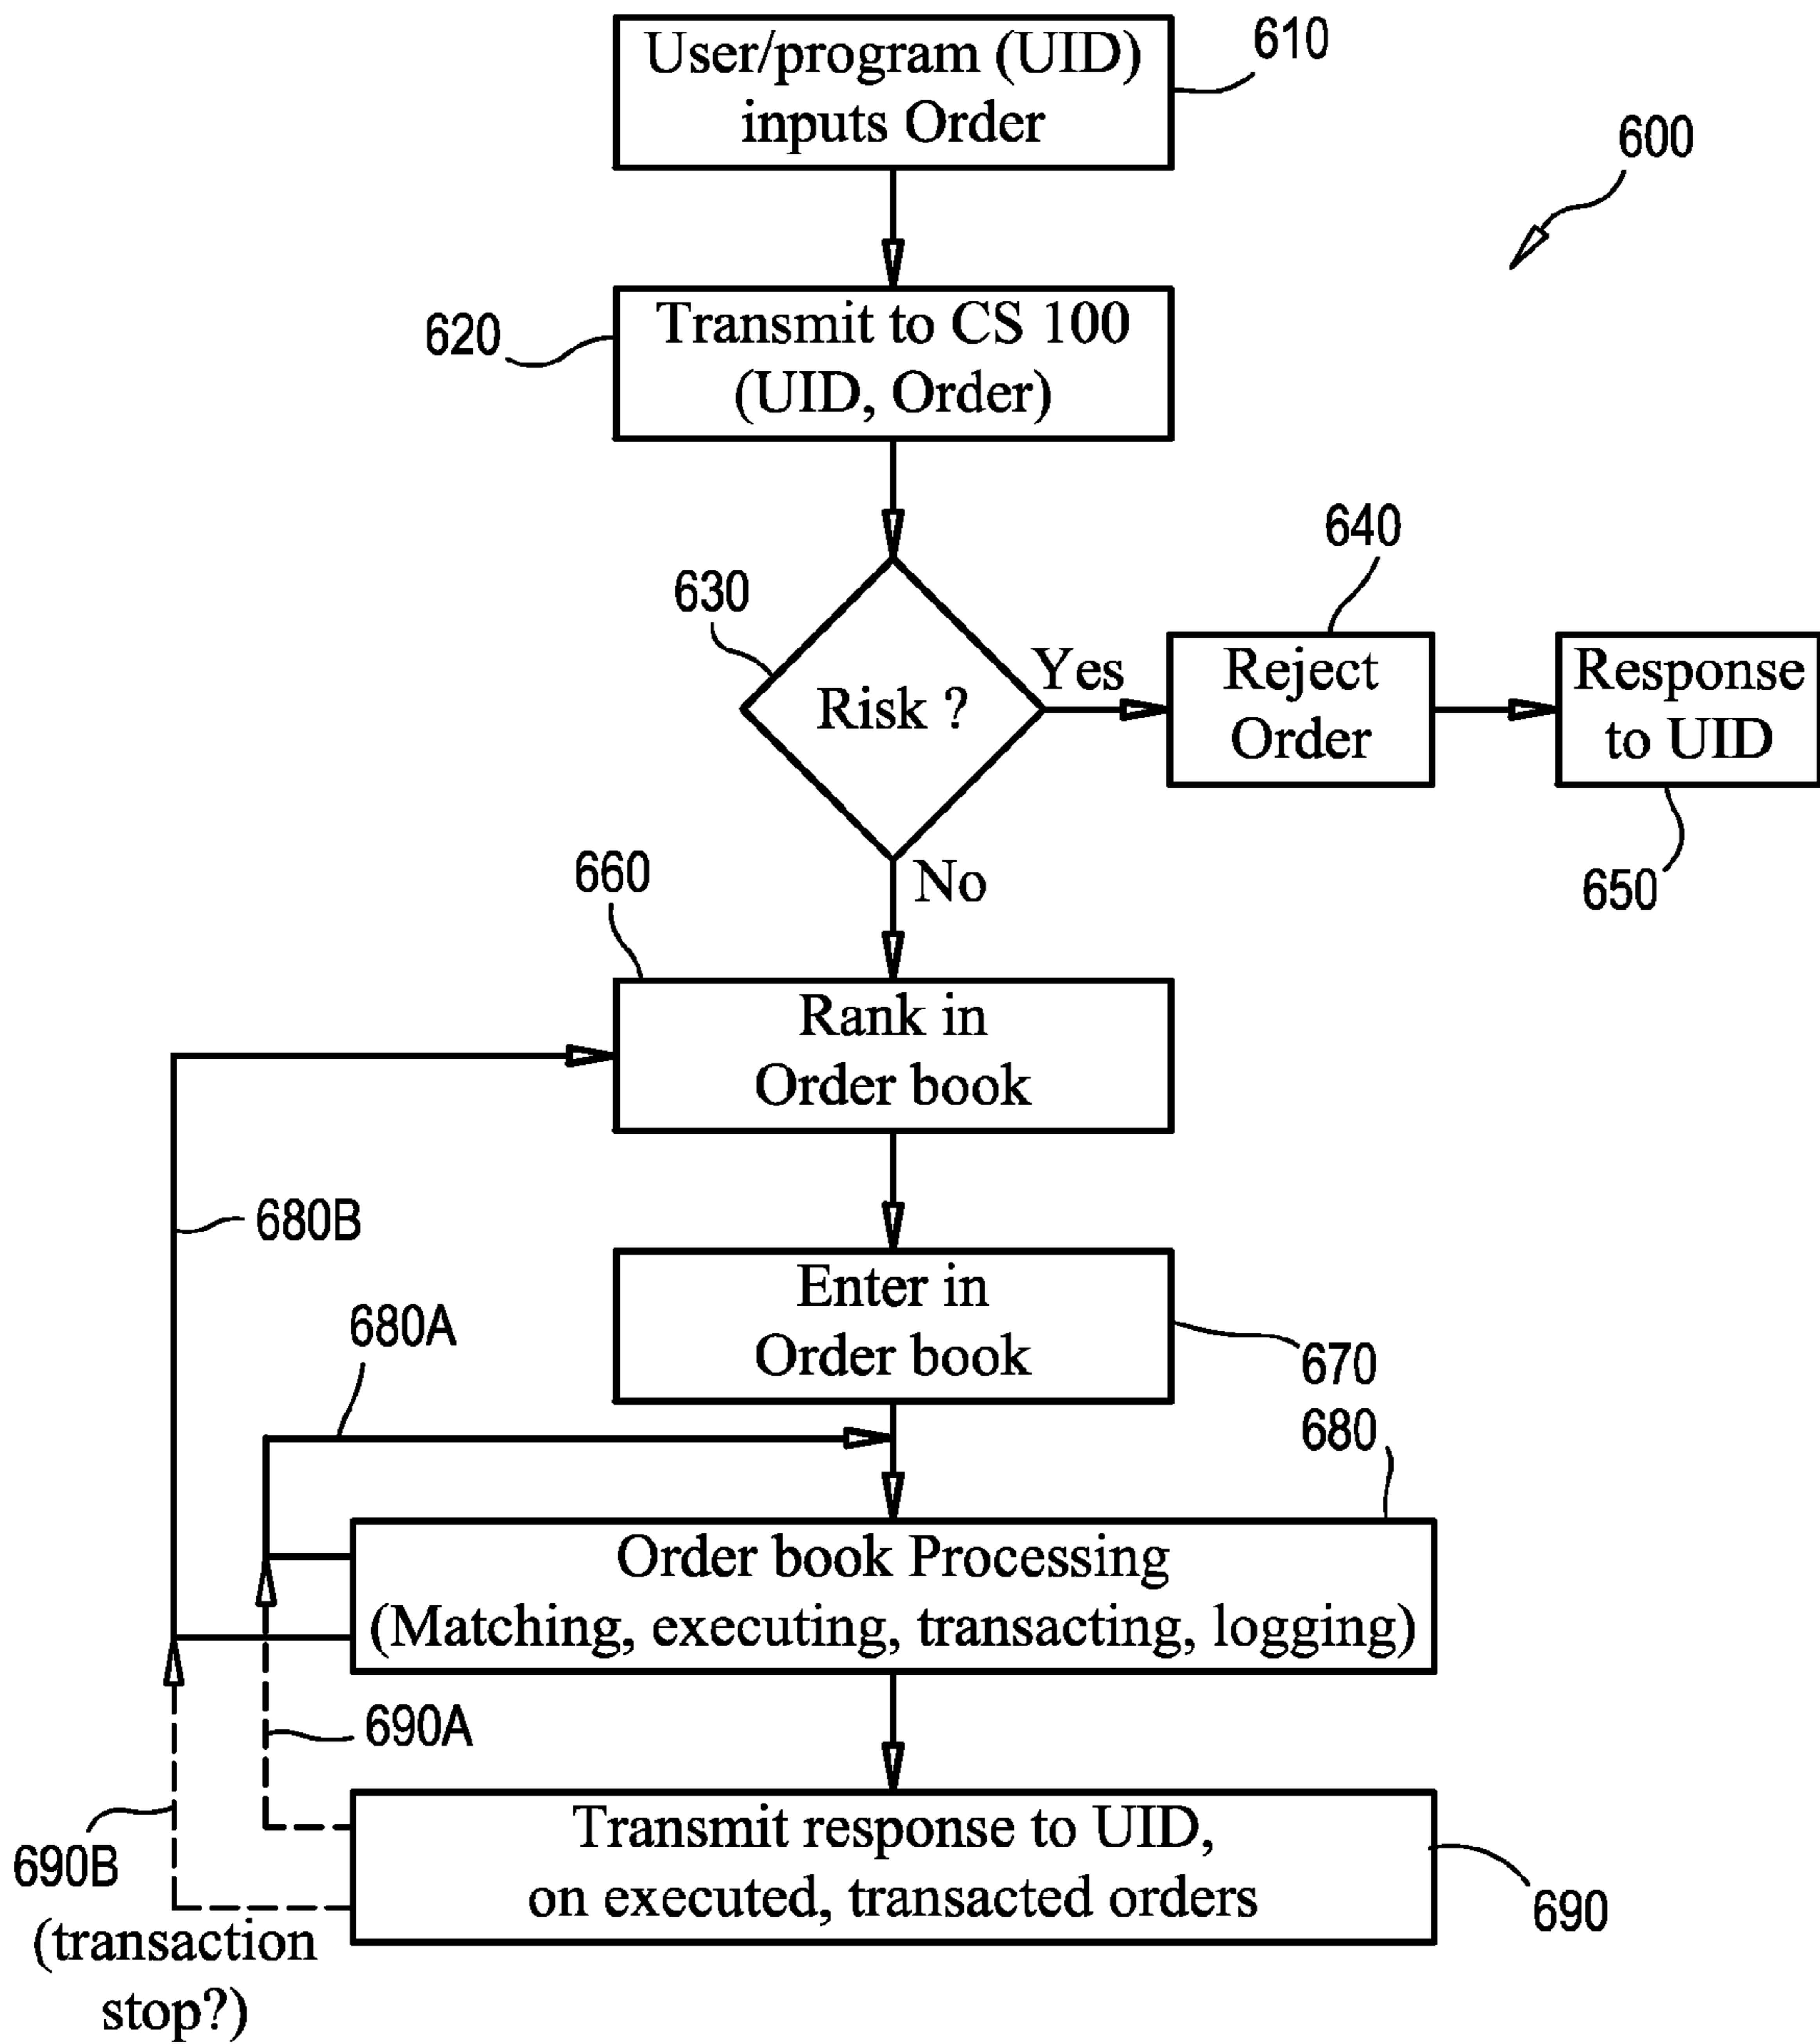 User/program (UID)
inputs Order
610
600
Transmit to CS 100
(UID, Order)
620
630
Risk ?
Yes
640
Reject
Order
Response
to UID
650
No
660
Rank in
Order book
680B
Enter in
Order book
670
680A
680
Order book Processing
(Matching, executing, transacting, logging)
690A
690B
(transaction
stop?)
Transmit response to UID,
on executed, transacted orders
690